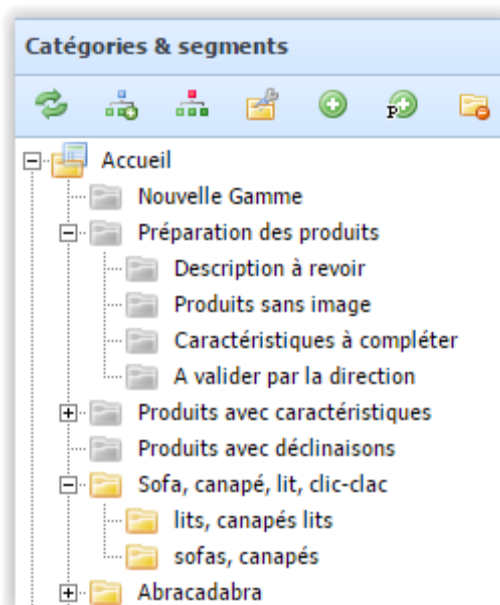 Catégories & segments
P
Accueil
Nouvelle Gamme
Préparation des produits
Description à revoir
Produits sans image
Caractéristiques à compléter
A valider par la direction
Produits avec caractéristiques
Produits avec déclinaisons
Sofa, canapé, lit, clic-clac
lits, canapés lits
sofas, canapés
Abracadabra